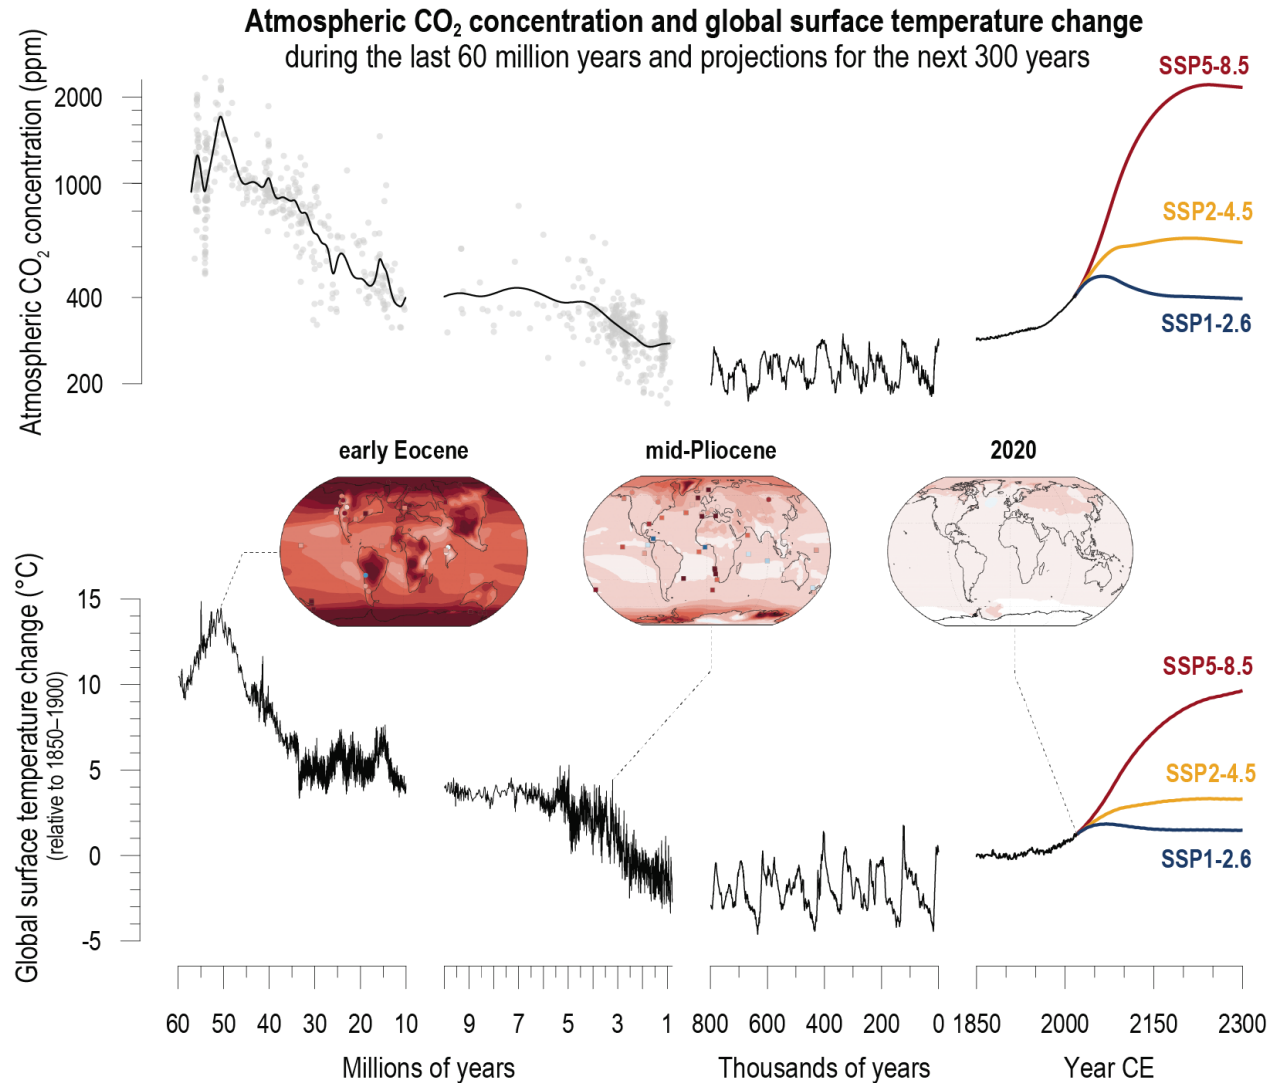 Atmospheric CO₂ concentration and global surface temperature change
during the last 60 million years and projections for the next 300 years
Atmospheric CO₂ concentration (ppm)
2000
1000
400
200
SSP5-8.5
SSP2-4.5
SSP1-2.6
early Eocene
mid-Pliocene
2020
Global surface temperature change (°C)
(relative to 1850–1900)
15
10
5
0
-5
SSP5-8.5
SSP2-4.5
SSP1-2.6
60 50 40 30 20 10
9 7 5 3 1
800 600 400 200 0
1850 2000 2150 2300
Millions of years
Thousands of years
Year CE